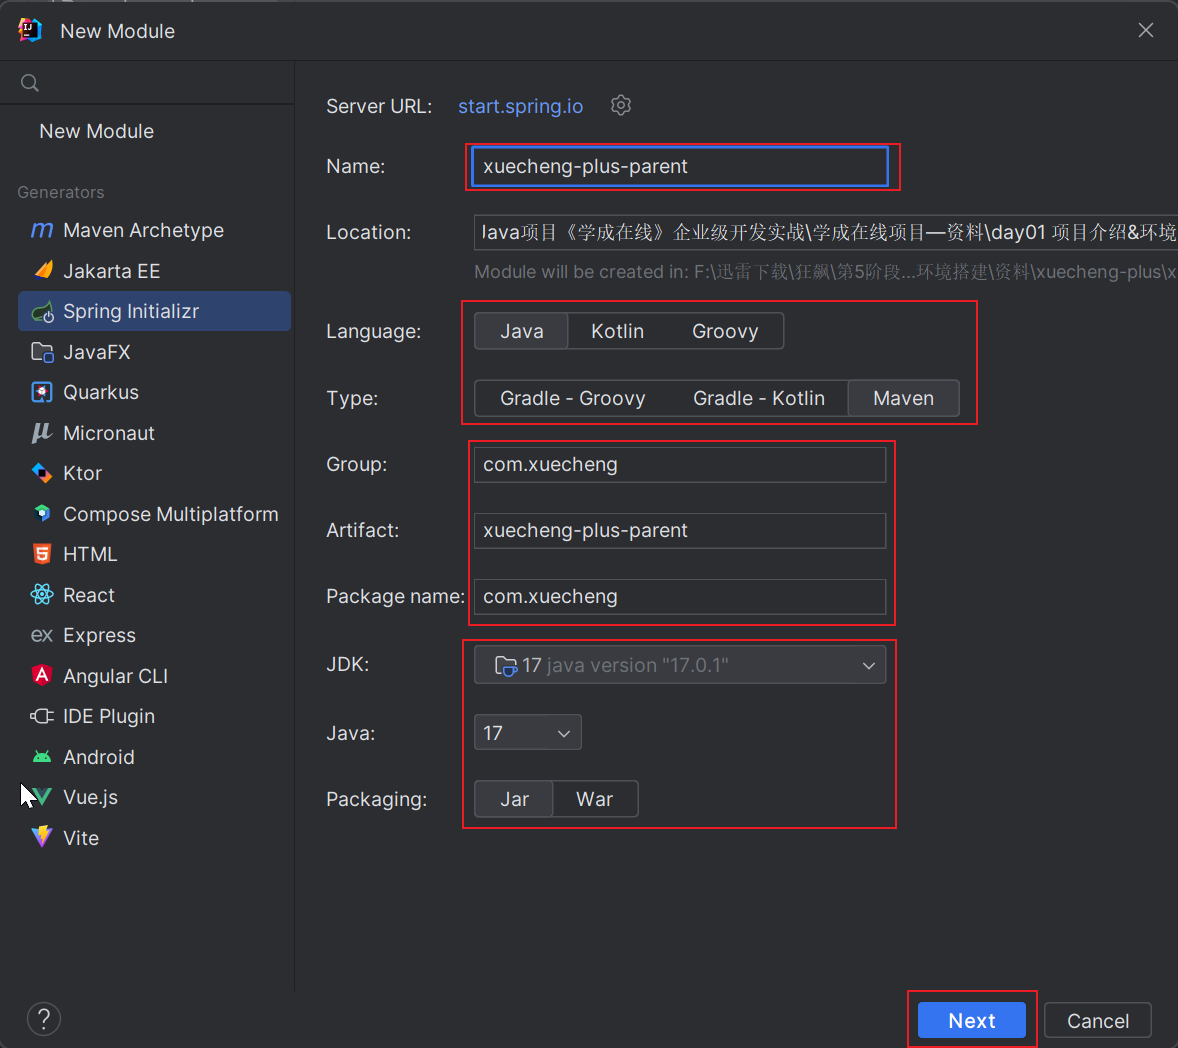 New Module
New Module
Generators
Maven Archetype
Jakarta EE
Spring Initializr
JavaFX
Quarkus
Micronaut
Ktor
Compose Multiplatform
HTML
React
ex Express
Angular CLI
IDE Plugin
Android
Vue.js
Vite
Server URL: start.spring.io
Name: xuecheng-plus-parent
Location: Java项目《学成在线》企业级开发实战\学成在线项目—资料\day01 项目介绍&环境
Module will be created in: F:\迅雷下载\狂飙\第5阶段...环境搭建\资料\xuecheng-plus\x
Language: Java Kotlin Groovy
Type: Gradle - Groovy Gradle - Kotlin Maven
Group: com.xuecheng
Artifact: xuecheng-plus-parent
Package name: com.xuecheng
JDK: 17 java version "17.0.1"
Java: 17
Packaging: Jar War
? Next Cancel